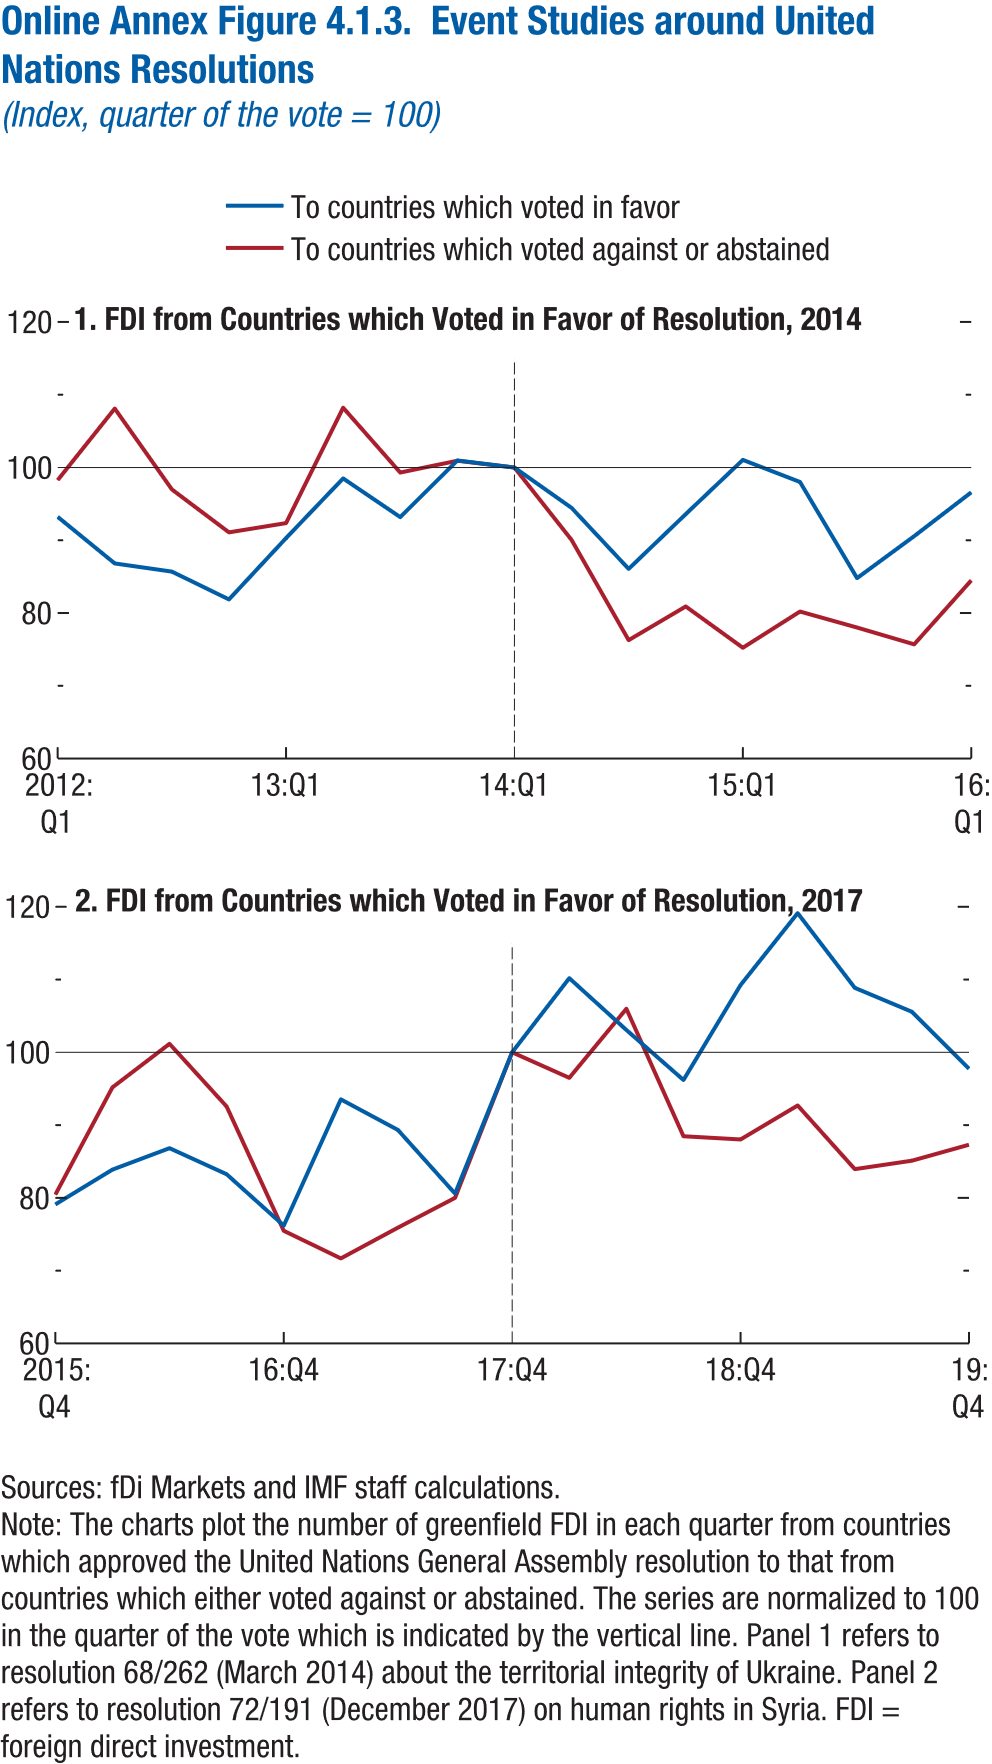 Online Annex Figure 4.1.3.  Event Studies around United
Nations Resolutions
(Index, quarter of the vote = 100)
To countries which voted in favor
To countries which voted against or abstained
1. FDI from Countries which Voted in Favor of Resolution, 2014
120
100
80
60
2012:
Q1
13:Q1
14:Q1
15:Q1
16:
Q1
2. FDI from Countries which Voted in Favor of Resolution, 2017
120
100
80
60
2015:
Q4
16:Q4
17:Q4
18:Q4
19:
Q4
Sources: fDi Markets and IMF staff calculations.
Note: The charts plot the number of greenfield FDI in each quarter from countries
which approved the United Nations General Assembly resolution to that from
countries which either voted against or abstained. The series are normalized to 100
in the quarter of the vote which is indicated by the vertical line. Panel 1 refers to
resolution 68/262 (March 2014) about the territorial integrity of Ukraine. Panel 2
refers to resolution 72/191 (December 2017) on human rights in Syria. FDI =
foreign direct investment.